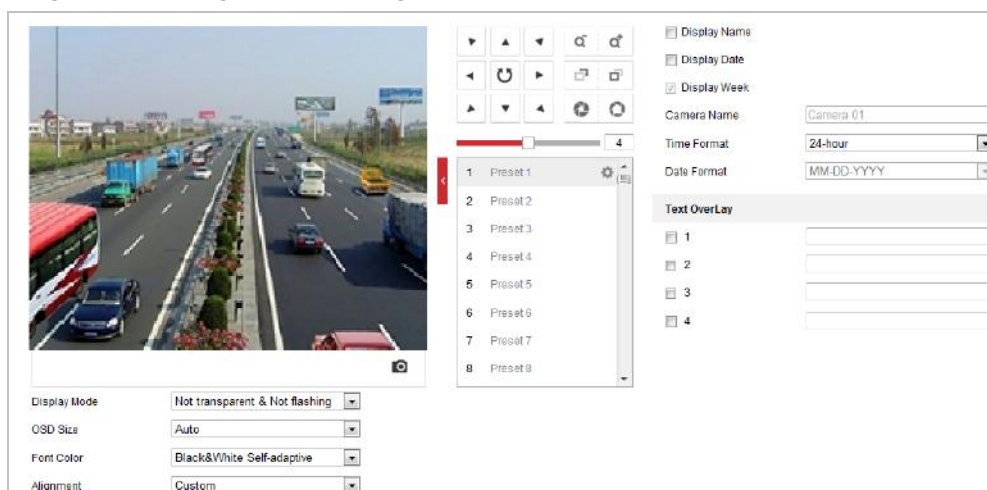 Display Name
Display Date
Display Week
Camera Name Camera 01
Time Format 24-hour
Date Format MM-DD-YYYY
4
1 Preset 1
2 Preset 2
3 Preset 3
4 Preset 4
5 Preset 5
6 Preset 6
7 Preset 7
8 Preset 8
Text OverLay
1
2
3
4
Display Mode Not transparent & Not flashing
OSD Size Auto
Font Color Black&White Self-adaptive
Alignment Custom